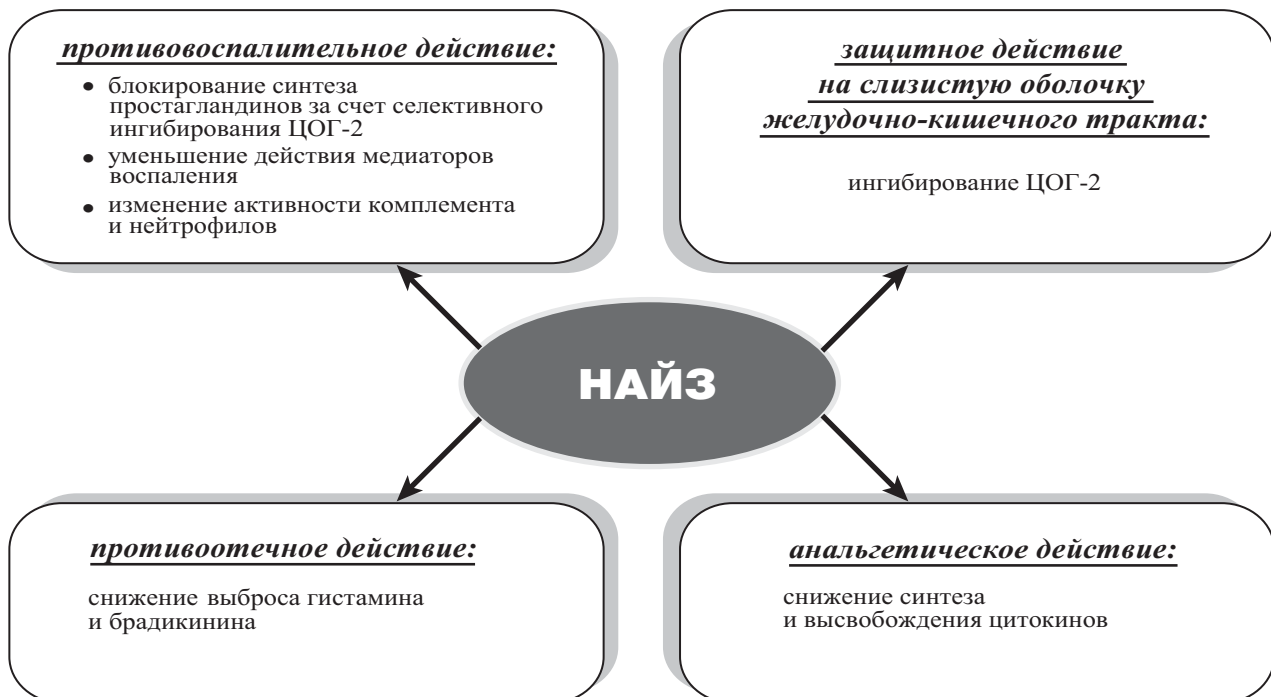 противовоспалительное действие:
• блокирование синтеза
простагландинов за счет селективного
ингибирования ЦОГ-2
• уменьшение действия медиаторов
воспаления
• изменение активности комплемента
и нейтрофилов
защитное действие
на слизистую оболочку
желудочно-кишечного тракта:
ингибирование ЦОГ-2
НАЙЗ
противоотечное действие:
снижение выброса гистамина
и брадикинина
анальгетическое действие:
снижение синтеза
и высвобождения цитокинов